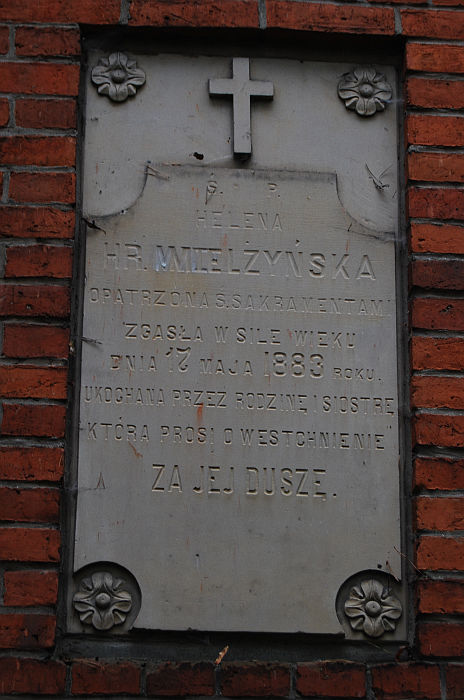 Ś. P.
HELENA
HR. MIELŻYŃSKA
OPATRZONA Ś.SAKRAMENTAMI
ZGASŁA W SILE WIEKU
DNIA 17 MAJA 1883 ROKU.
UKOCHANA PRZEZ RODZINĘ I SIOSTRĘ
KTÓRA PROSI O WESTCHNIENIE
ZA JEJ DUSZĘ.